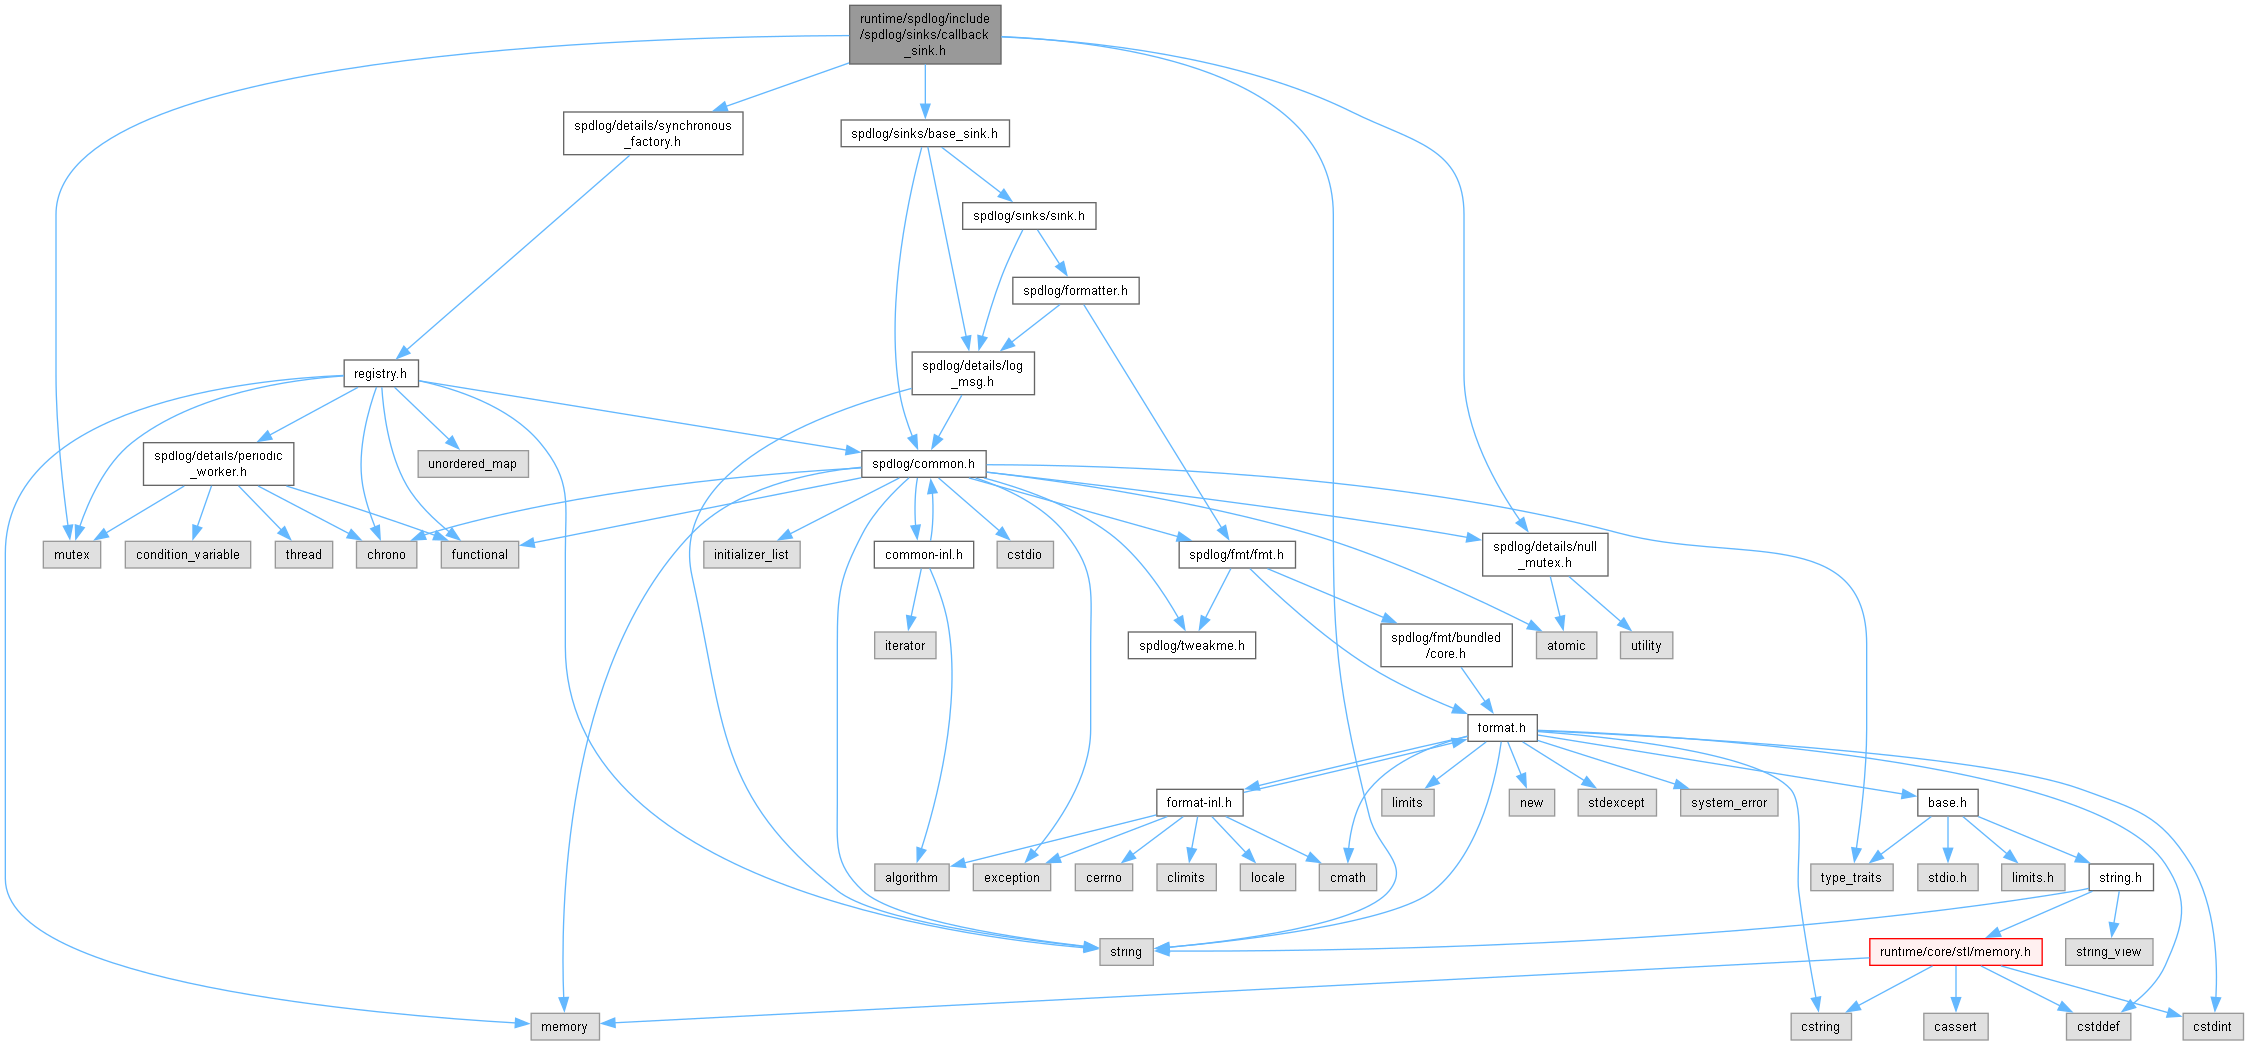 runtime/spdlog/include
/spdlog/sinks/callback
_sink.h
spdlog/details/synchronous
_factory.h
spdlog/sinks/base_sink.h
spdlog/sinks/sink.h
spdlog/formatter.h
spdlog/details/log
_msg.h
registry.h
spdlog/details/periodic
_worker.h
unordered_map
spdlog/common.h
mutex
condition_variable
thread
chrono
functional
initializer_list
common-inl.h
cstdio
spdlog/fmt/fmt.h
spdlog/details/null
_mutex.h
iterator
spdlog/tweakme.h
spdlog/fmt/bundled
/core.h
atomic
utility
format.h
format-inl.h
limits
new
stdexcept
system_error
base.h
algorithm
exception
cerrno
climits
locale
cmath
type_traits
stdio.h
limits.h
string.h
string
runtime/core/stl/memory.h
string_view
memory
cstring
cassert
cstddef
cstdint